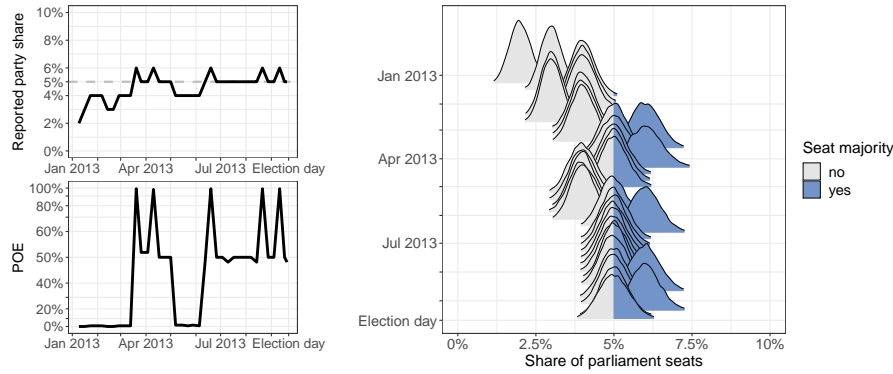 Reported party share
10%
8%
6%
5%
4%
2%
0%
Jan 2013 Apr 2013 Jul 2013 Election day
POE
100%
80%
50%
20%
0%
Jan 2013 Apr 2013 Jul 2013 Election day
Jan 2013
Apr 2013
Jul 2013
Election day
0% 2.5% 5% 7.5% 10%
Share of parliament seats
Seat majority
no
yes